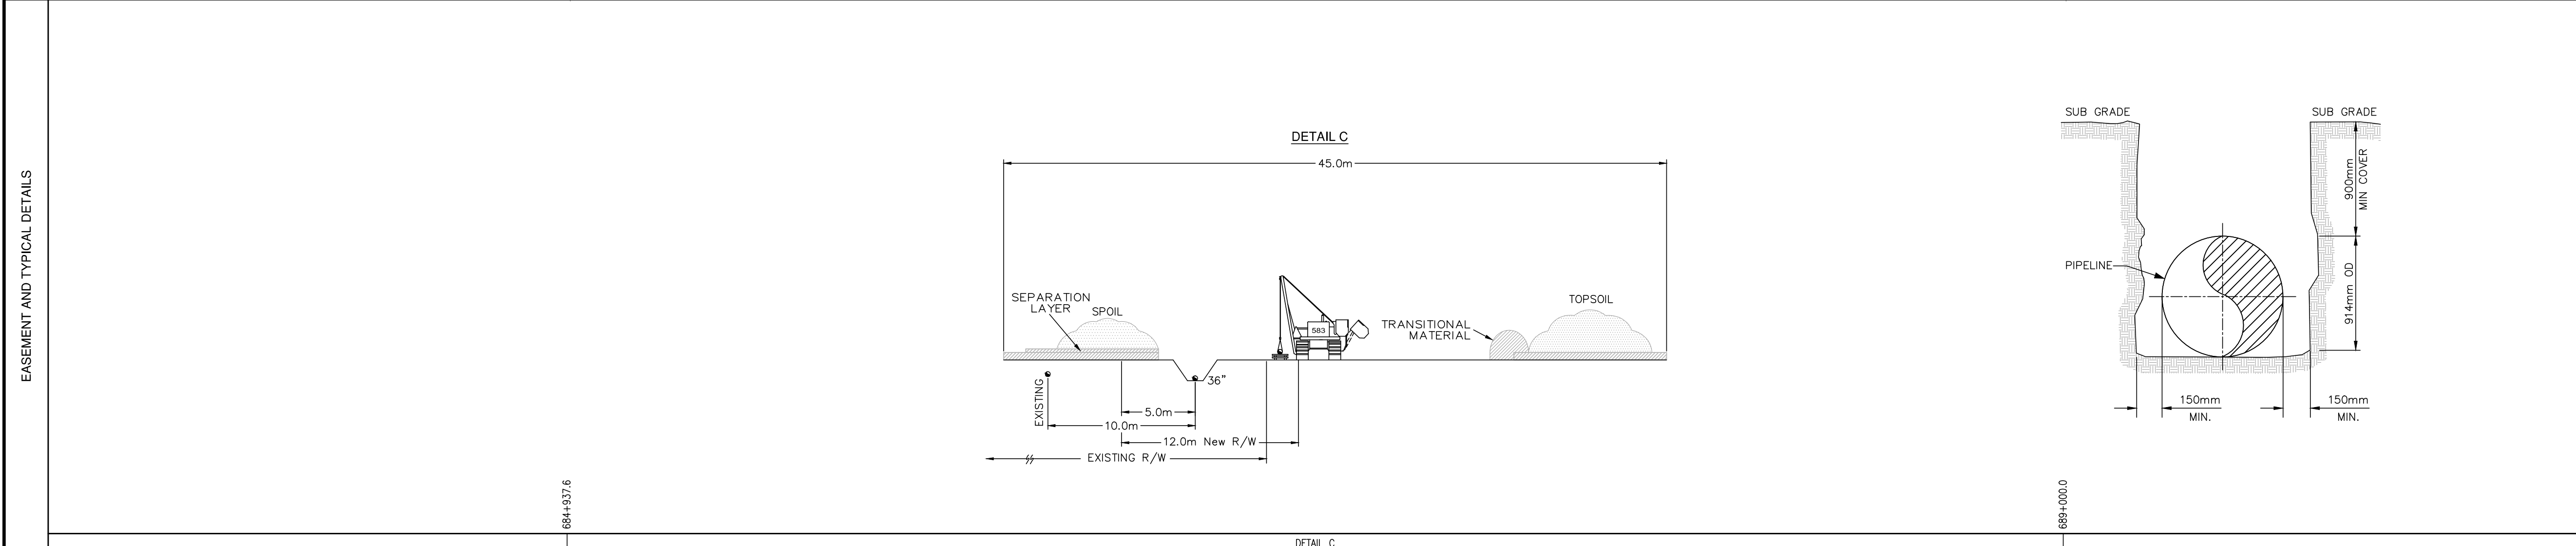 EASEMENT AND TYPICAL DETAILS
DETAIL C
45.0m
SEPARATION
LAYER
SPOIL
583
TRANSITIONAL
MATERIAL
TOPSOIL
36"
EXISTING
5.0m
10.0m
12.0m New R/W
EXISTING R/W
SUB GRADE
SUB GRADE
900mm
MIN COVER
PIPELINE
914mm OD
150mm
MIN.
150mm
MIN.
684+937.6
689+000.0
DETAIL C